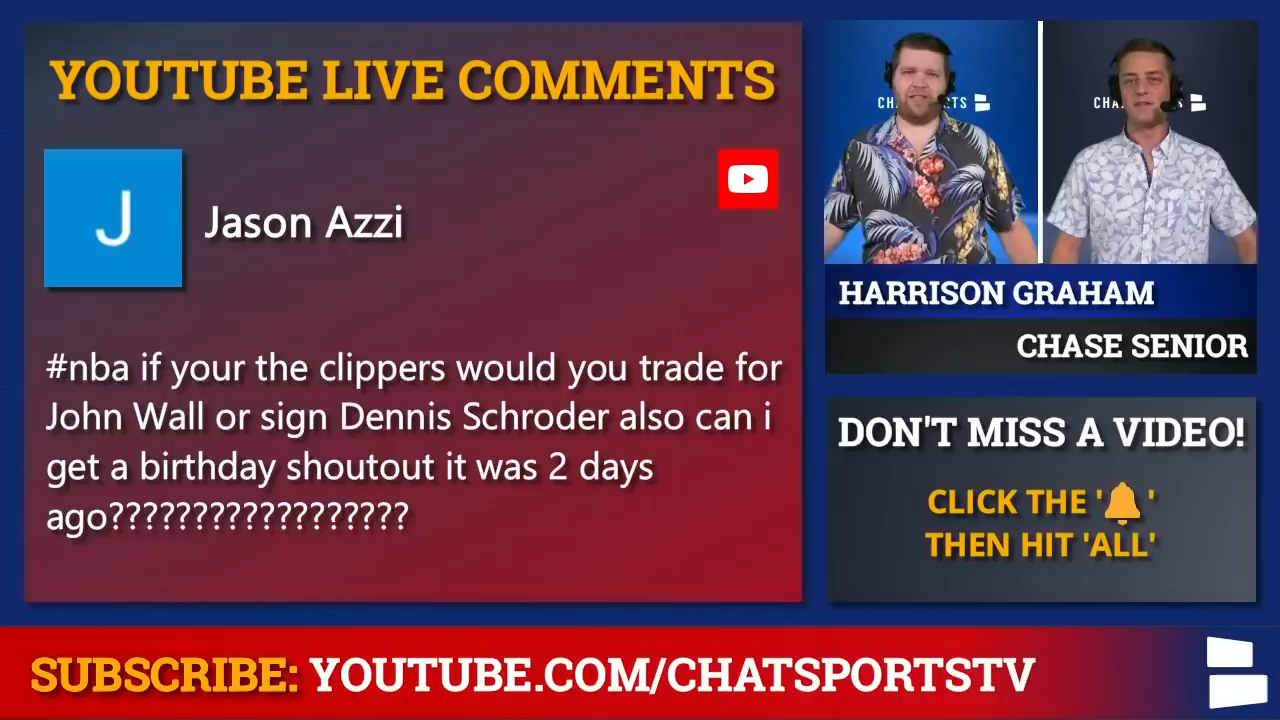 YOUTUBE LIVE COMMENTS
J
Jason Azzi
#nba if your the clippers would you trade for
John Wall or sign Dennis Schroder also can i
get a birthday shoutout it was 2 days
ago??????????????????
HARRISON GRAHAM
CHASE SENIOR
DON'T MISS A VIDEO!
CLICK THE ' '
THEN HIT 'ALL'
SUBSCRIBE: YOUTUBE.COM/CHATSPORTSTV